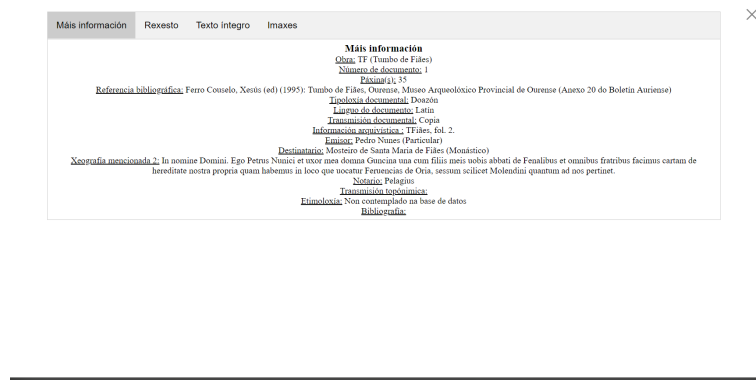 Máis información Rexesto Texto íntegro Imaxes
Máis información
Obra: TF (Tumbo de Fiães)
Número de documento: 1
Páxina(s): 35
Referencia bibliográfica: Ferro Couselo, Xesús (ed) (1995): Tumbo de Fiães, Ourense, Museo Arqueolóxico Provincial de Ourense (Anexo 20 do Boletín Auriense)
Tipoloxía documental: Doazón
Linguo do documento: Latín
Transmisión documental: Copia
Información arquivística : TFiães, fol. 2.
Emisor: Pedro Nunes (Particular)
Destinatario: Mosteiro de Santa María de Fiães (Monástico)
Xeografía mencionada 2: In nomine Domini. Ego Petrus Nunici et uxor mea domna Guncina una cum filiis meis uobis abbati de Fenalibus et omnibus fratribus facimus cartam de
hereditate nostra propria quam habemus in loco que uocatur Feruencias de Oria, sessum scilicet Molendini quantum ad nos pertinet.
Notario: Pelagius
Transmisión topónimica:
Etimoloxía: Non contemplado na base de datos
Bibliografía: